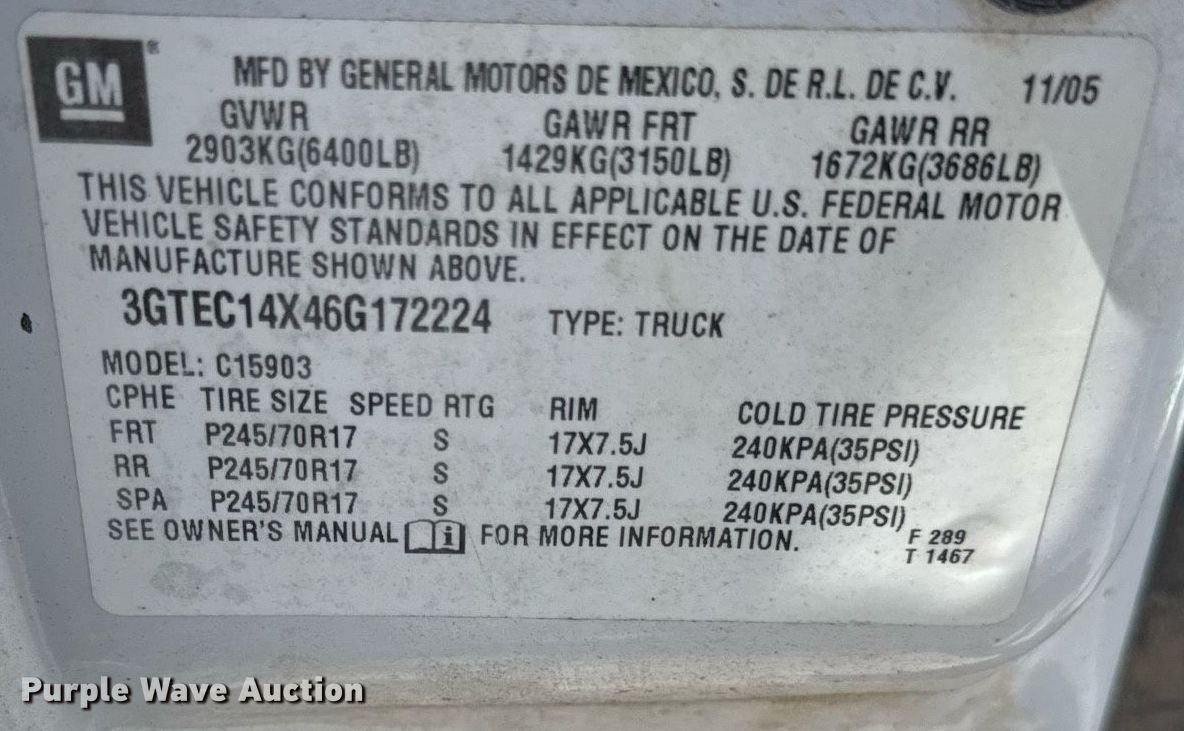 GM ® MFD BY GENERAL MOTORS DE MEXICO, S. DE R.L. DE C.V. 11/05
GVWR GAWR FRT GAWR RR
2903KG(6400LB) 1429KG(3150LB) 1672KG(3686LB)
THIS VEHICLE CONFORMS TO ALL APPLICABLE U.S. FEDERAL MOTOR
VEHICLE SAFETY STANDARDS IN EFFECT ON THE DATE OF
MANUFACTURE SHOWN ABOVE.
3GTEC14X46G172224 TYPE: TRUCK
MODEL: C15903
CPHE TIRE SIZE SPEED RTG RIM COLD TIRE PRESSURE
FRT P245/70R17 S 17X7.5J 240KPA(35PSI)
RR P245/70R17 S 17X7.5J 240KPA(35PSI)
SPA P245/70R17 S 17X7.5J 240KPA(35PSI)
SEE OWNER'S MANUAL i FOR MORE INFORMATION. F 289
T 1467
Purple Wave Auction